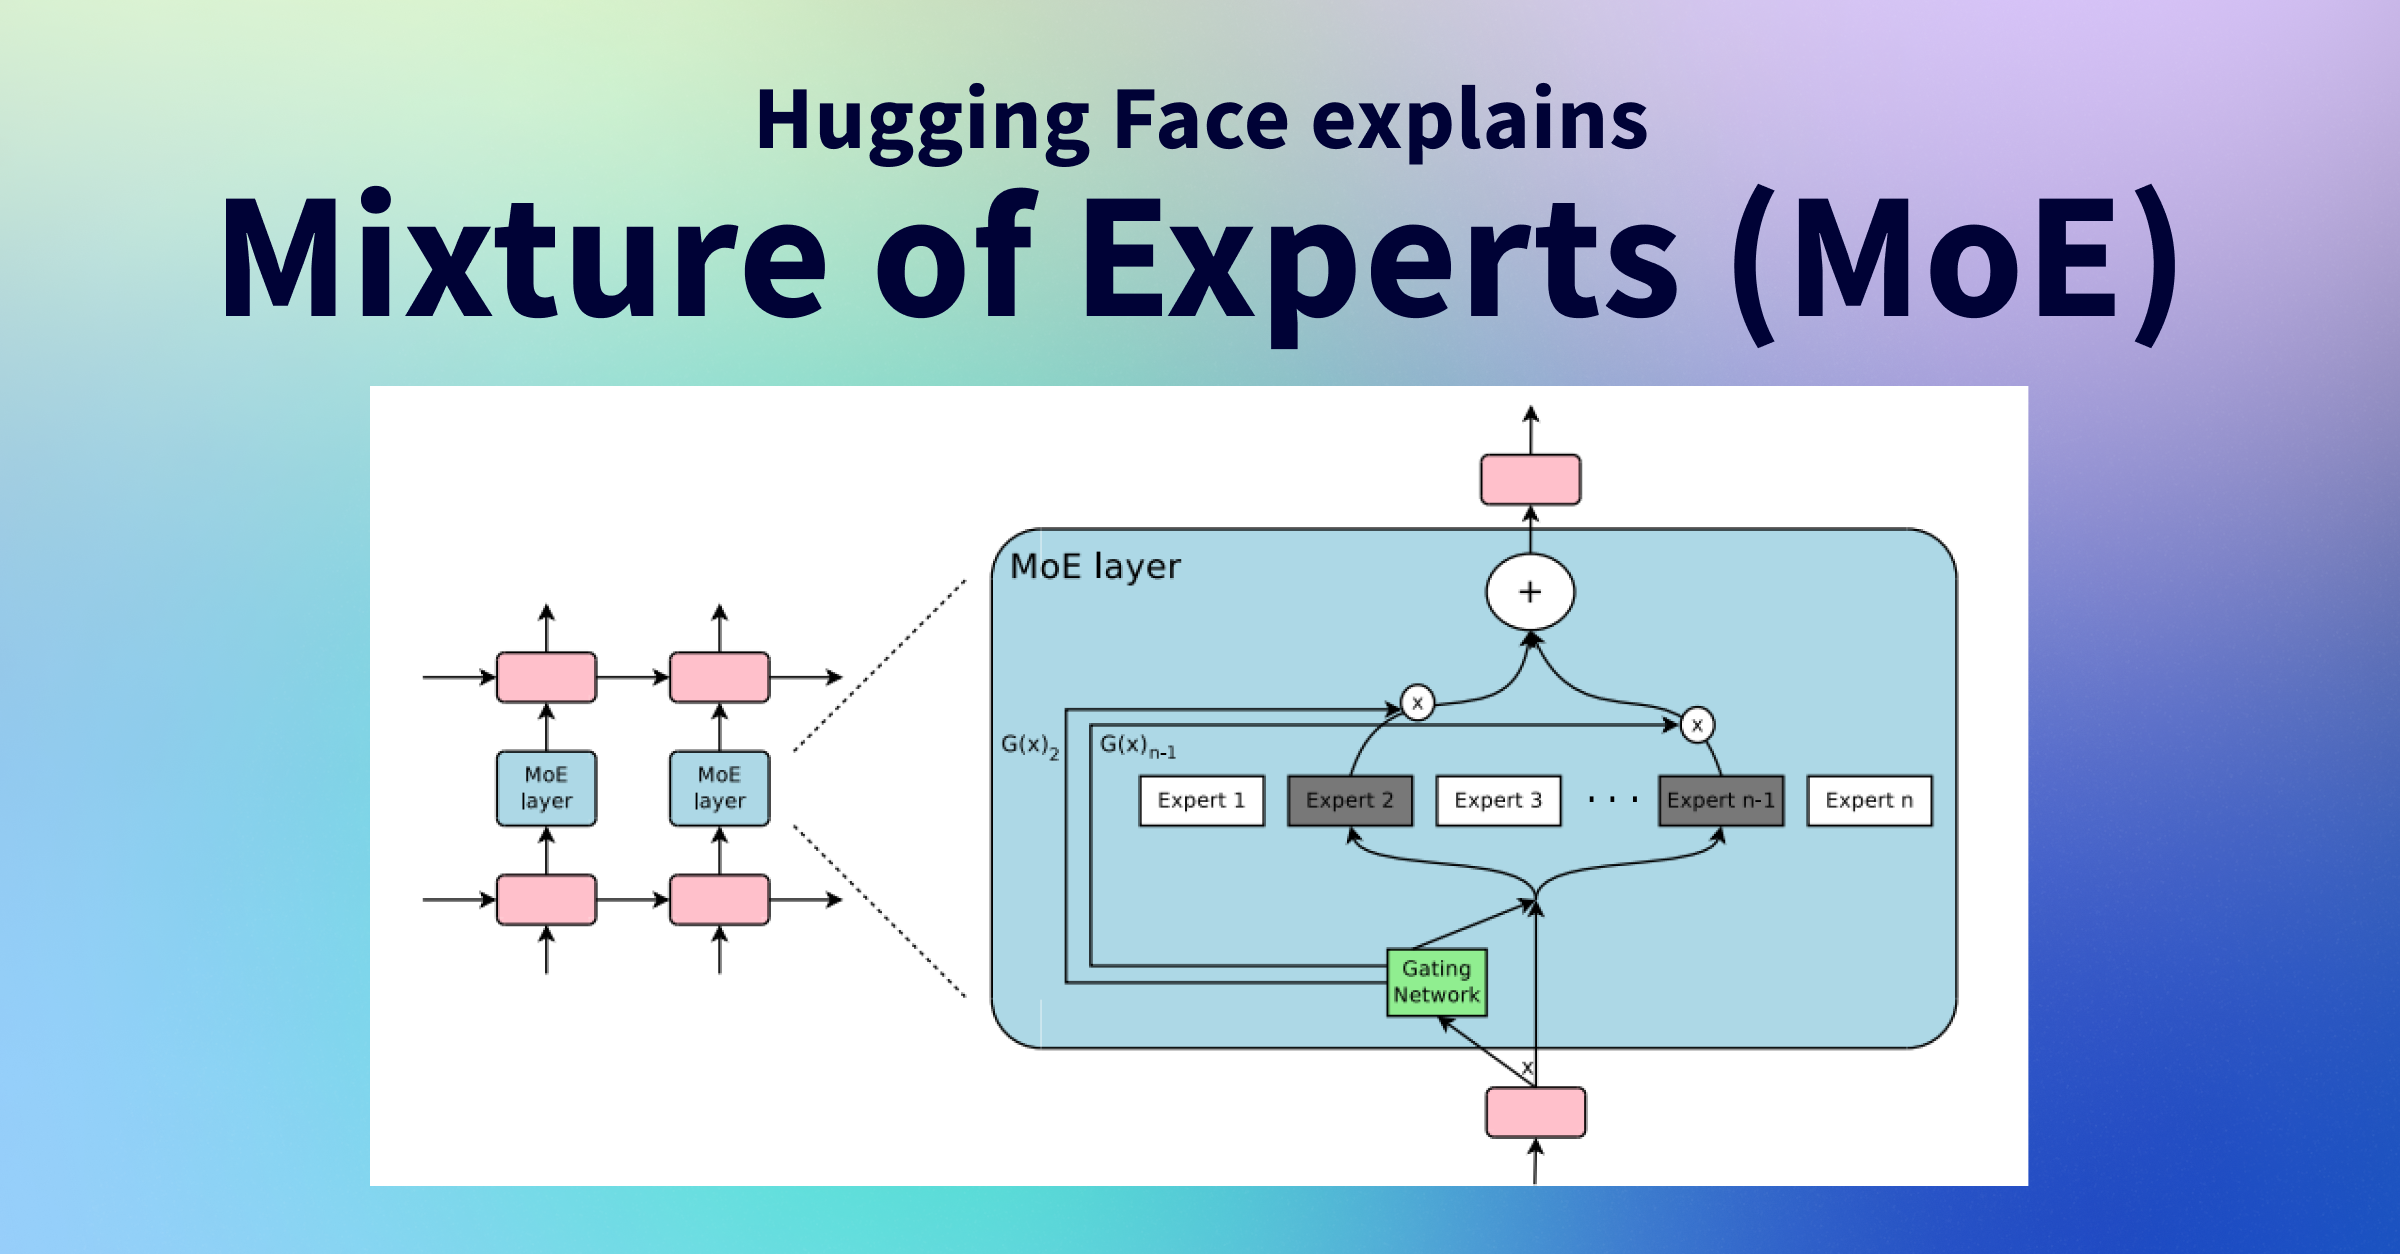 Hugging Face explains
Mixture of Experts (MoE)
MoE layer
+
x
x
G(x)2
G(x)n-1
MoE
layer
MoE
layer
Expert 1
Expert 2
Expert 3
. . .
Expert n-1
Expert n
Gating
Network
x